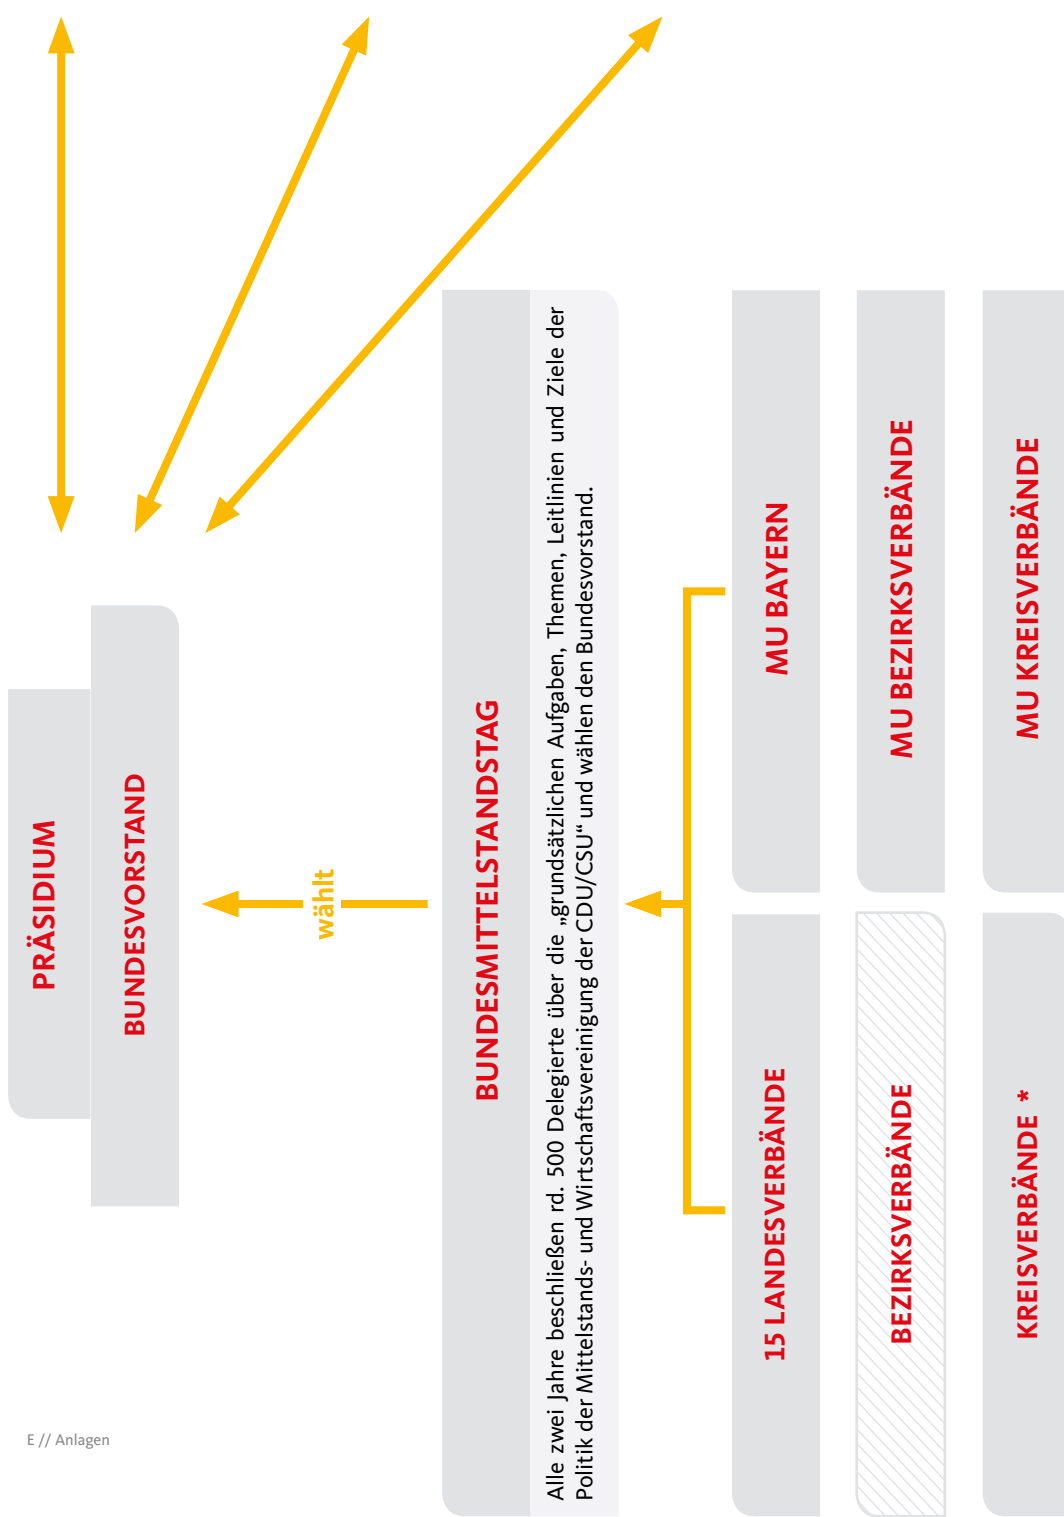 PRÄSIDIUM
BUNDESVORSTAND
wählt
BUNDESMITTELSTANDSTAG
Alle zwei Jahre beschließen rd. 500 Delegierte über die „grundsätzlichen Aufgaben, Themen, Leitlinien und Ziele der
Politik der Mittelstands- und Wirtschaftsvereinigung der CDU/CSU“ und wählen den Bundesvorstand.
15 LANDESVERBÄNDE
MU BAYERN
BEZIRKSVERBÄNDE
MU BEZIRKSVERBÄNDE
KREISVERBÄNDE *
MU KREISVERBÄNDE
E // Anlagen